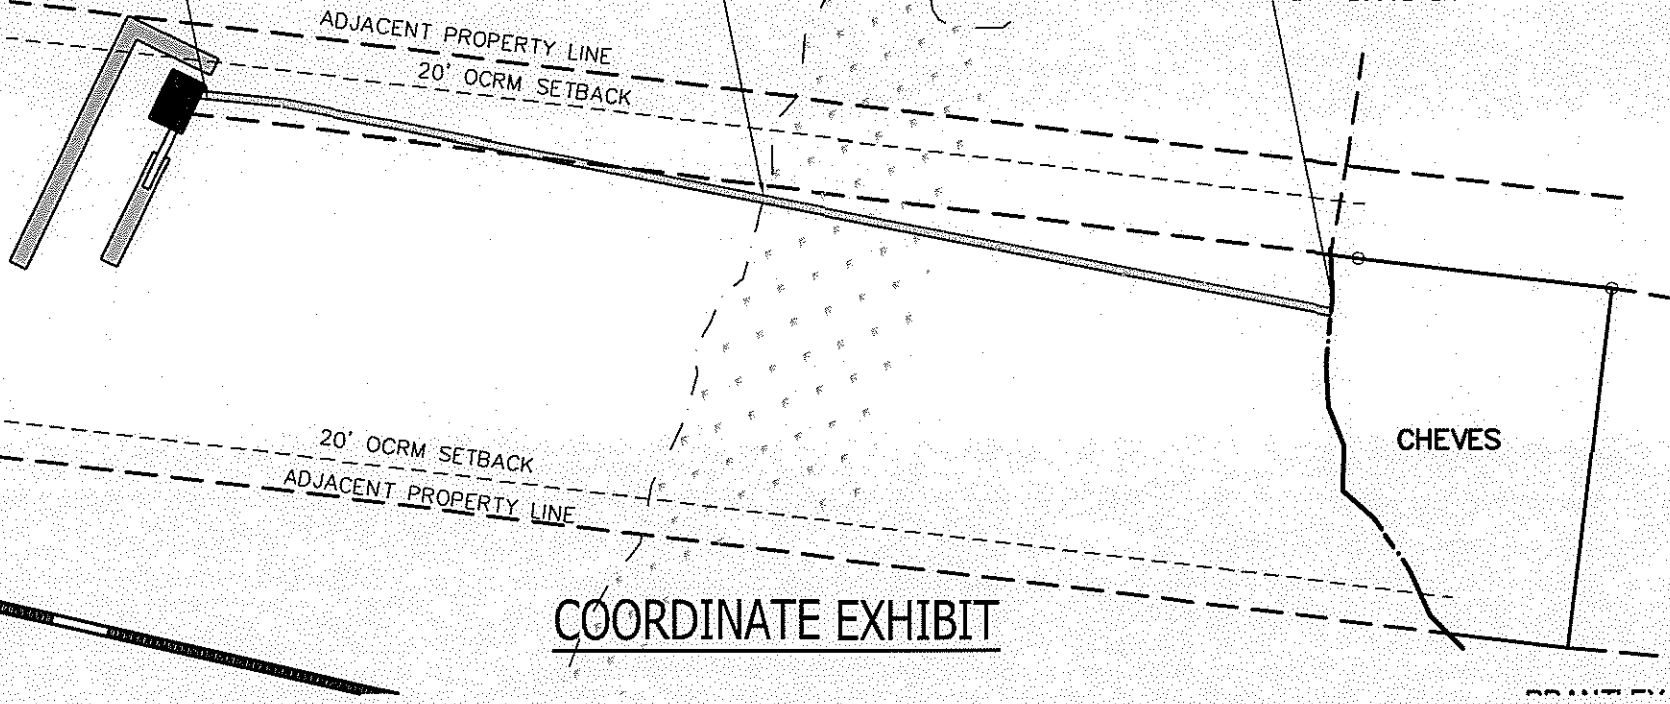 ADJACENT PROPERTY LINE
20' OCRM SETBACK
20' OCRM SETBACK
ADJACENT PROPERTY LINE
CHEVES
COORDINATE EXHIBIT